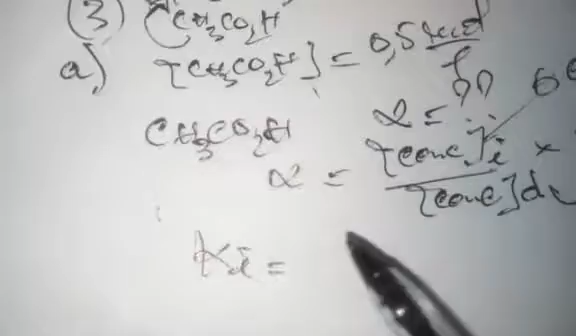 ③ CH₃CO₂H
a) [CH₃CO₂H] = 0,5
CH₃CO₂H
α =
α = [conc]i ×
[conc]d
Ki =